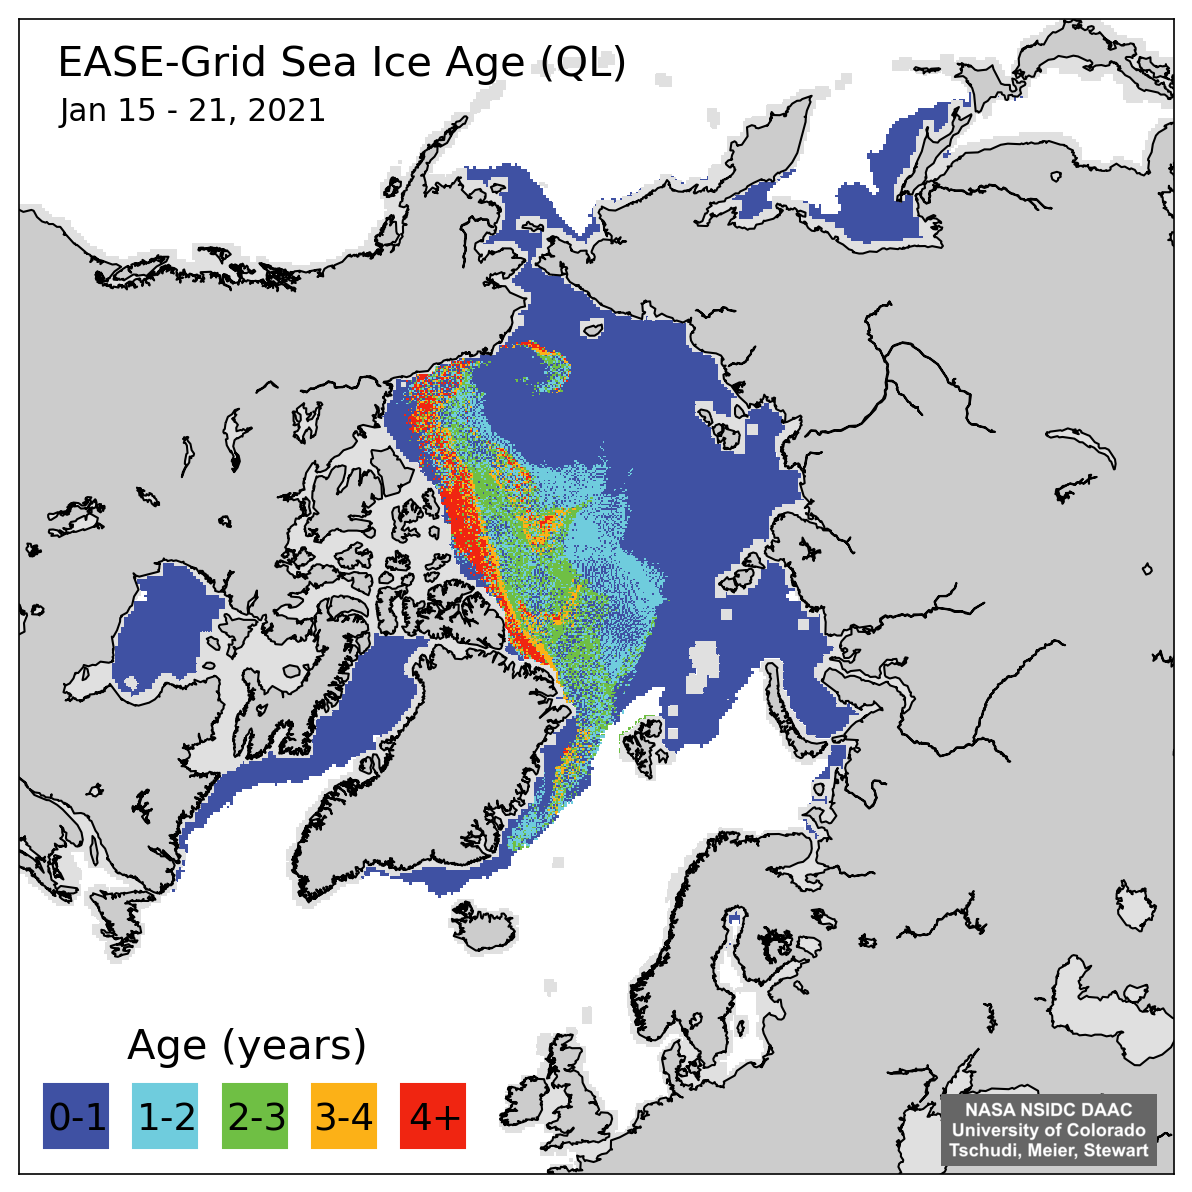 EASE-Grid Sea Ice Age (QL)
Jan 15 - 21, 2021
Age (years)
0-1 1-2 2-3 3-4 4+
NASA NSIDC DAAC
University of Colorado
Tschudi, Meier, Stewart